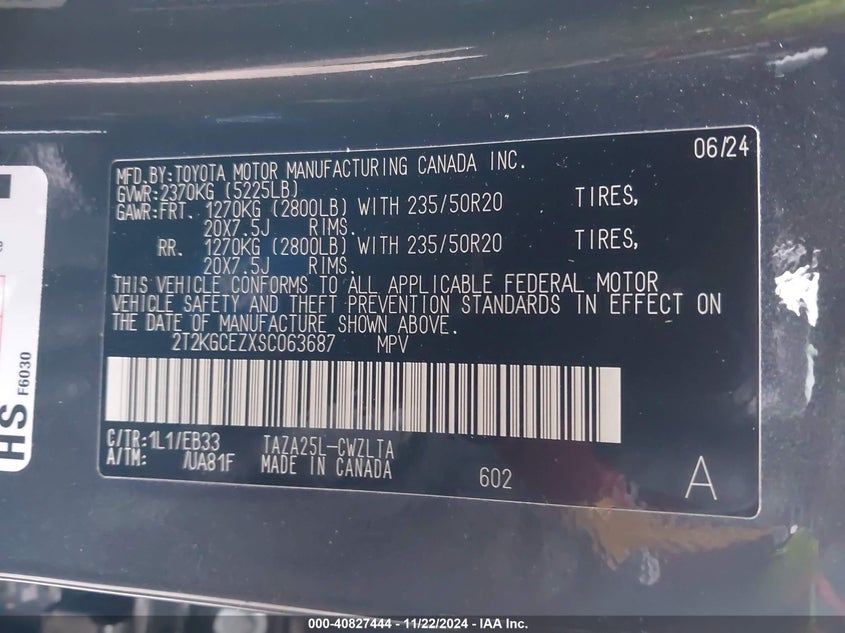 06/24
MFD.BY:TOYOTA MOTOR MANUFACTURING CANADA INC.
GVWR:2370KG (5225LB)
GAWR:FRT. 1270KG (2800LB) WITH 235/50R20 TIRES,
20X7.5J RIMS.
RR. 1270KG (2800LB) WITH 235/50R20 TIRES,
20X7.5J RIMS.
THIS VEHICLE CONFORMS TO ALL APPLICABLE FEDERAL MOTOR
VEHICLE SAFETY AND THEFT PREVENTION STANDARDS IN EFFECT ON
THE DATE OF MANUFACTURE SHOWN ABOVE.
2T2KGCEZXSC063687 MPV
C/TR:1L1/EB33 TAZA25L-CWZLTA
A/TM: /UA81F MADE IN CANADA
602
A
HS
F6030
000-40827444 - 11/22/2024 - IAA Inc.